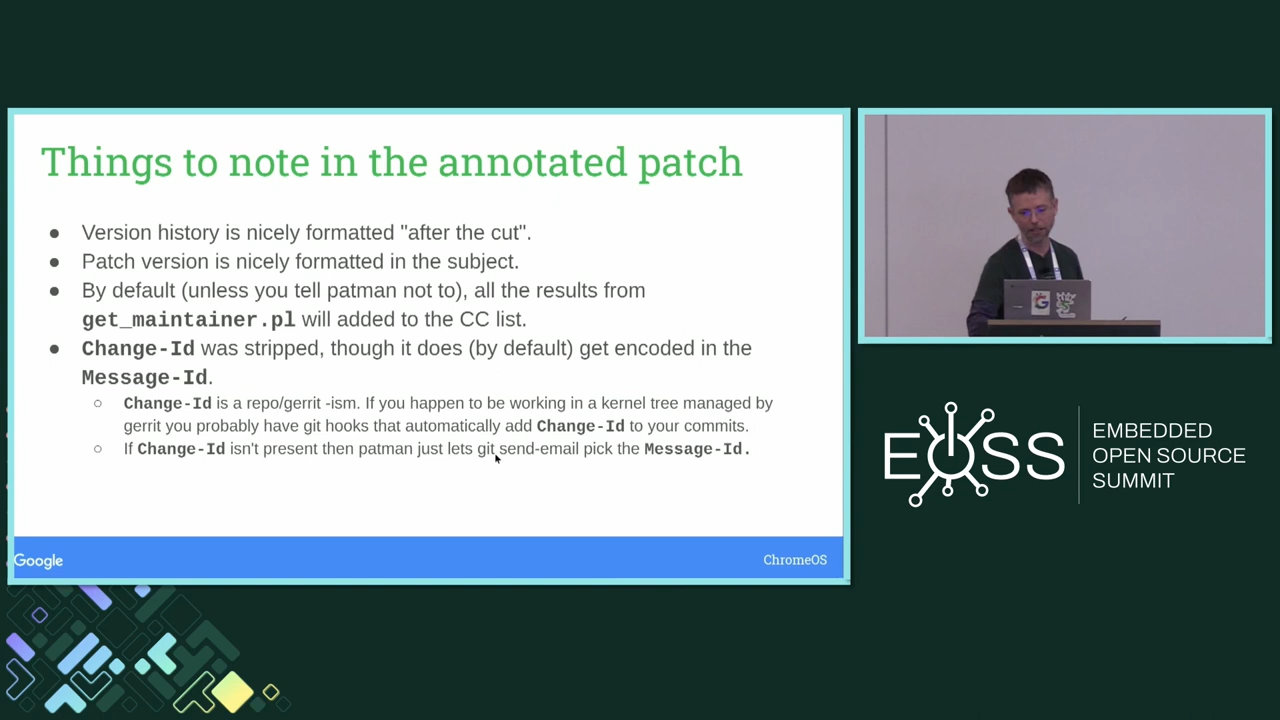 Things to note in the annotated patch
● Version history is nicely formatted "after the cut".
● Patch version is nicely formatted in the subject.
● By default (unless you tell patman not to), all the results from
get_maintainer.pl will added to the CC list.
● Change-Id was stripped, though it does (by default) get encoded in the
Message-Id.
○ Change-Id is a repo/gerrit -ism. If you happen to be working in a kernel tree managed by
gerrit you probably have git hooks that automatically add Change-Id to your commits.
○ If Change-Id isn't present then patman just lets git send-email pick the Message-Id.
Google
ChromeOS
G
EOSS
EMBEDDED
OPEN SOURCE
SUMMIT